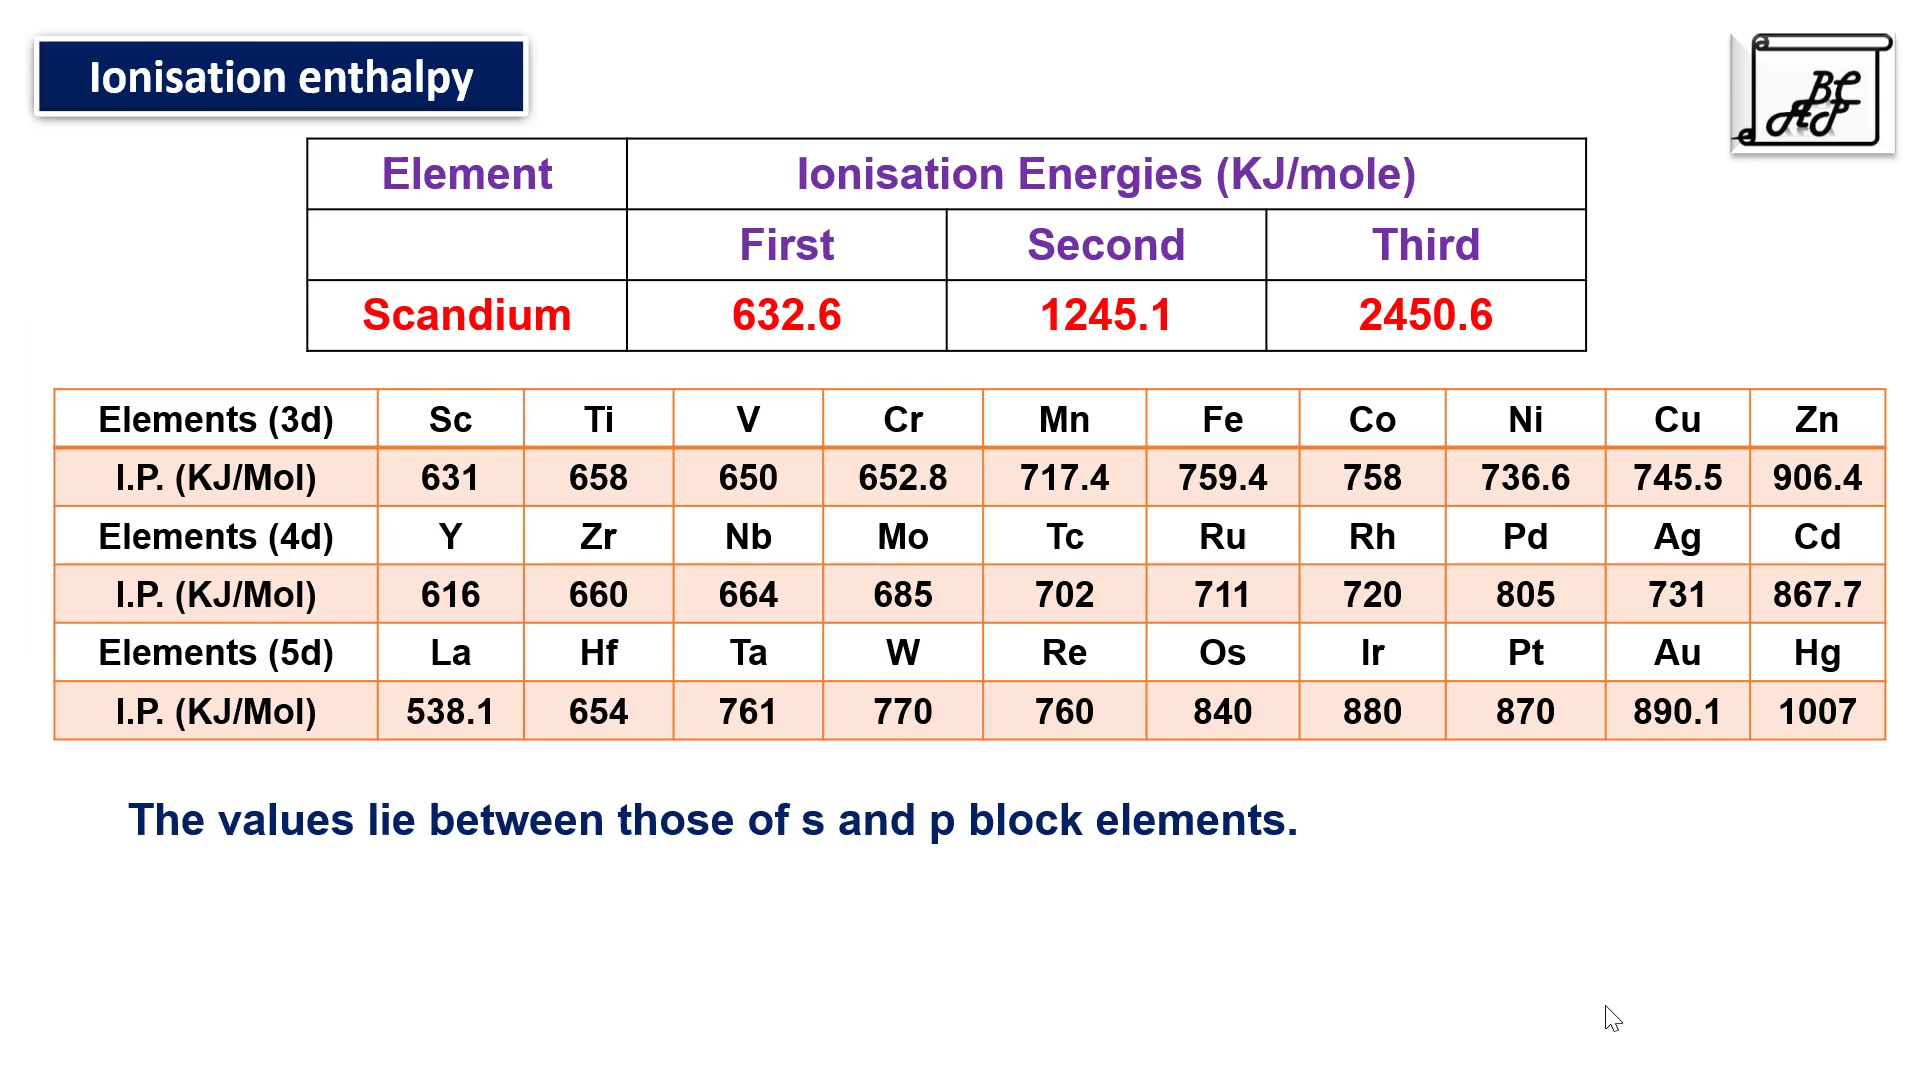 Ionisation enthalpy
BC
AP
Element Ionisation Energies (KJ/mole)
First Second Third
Scandium 632.6 1245.1 2450.6
Elements (3d) Sc Ti V Cr Mn Fe Co Ni Cu Zn
I.P. (KJ/Mol) 631 658 650 652.8 717.4 759.4 758 736.6 745.5 906.4
Elements (4d) Y Zr Nb Mo Tc Ru Rh Pd Ag Cd
I.P. (KJ/Mol) 616 660 664 685 702 711 720 805 731 867.7
Elements (5d) La Hf Ta W Re Os Ir Pt Au Hg
I.P. (KJ/Mol) 538.1 654 761 770 760 840 880 870 890.1 1007
The values lie between those of s and p block elements.